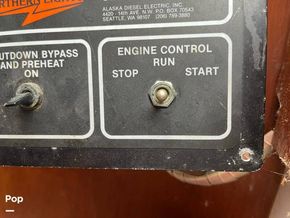 ALASKA DIESEL ELECTRIC, INC.
4420 - 14th AVE. N.W. P.O. BOX 70543
SEATTLE, WA 98107 (206) 789-3880
SHUTDOWN BYPASS
AND PREHEAT
ON
ENGINE CONTROL
RUN
STOP START
Pop